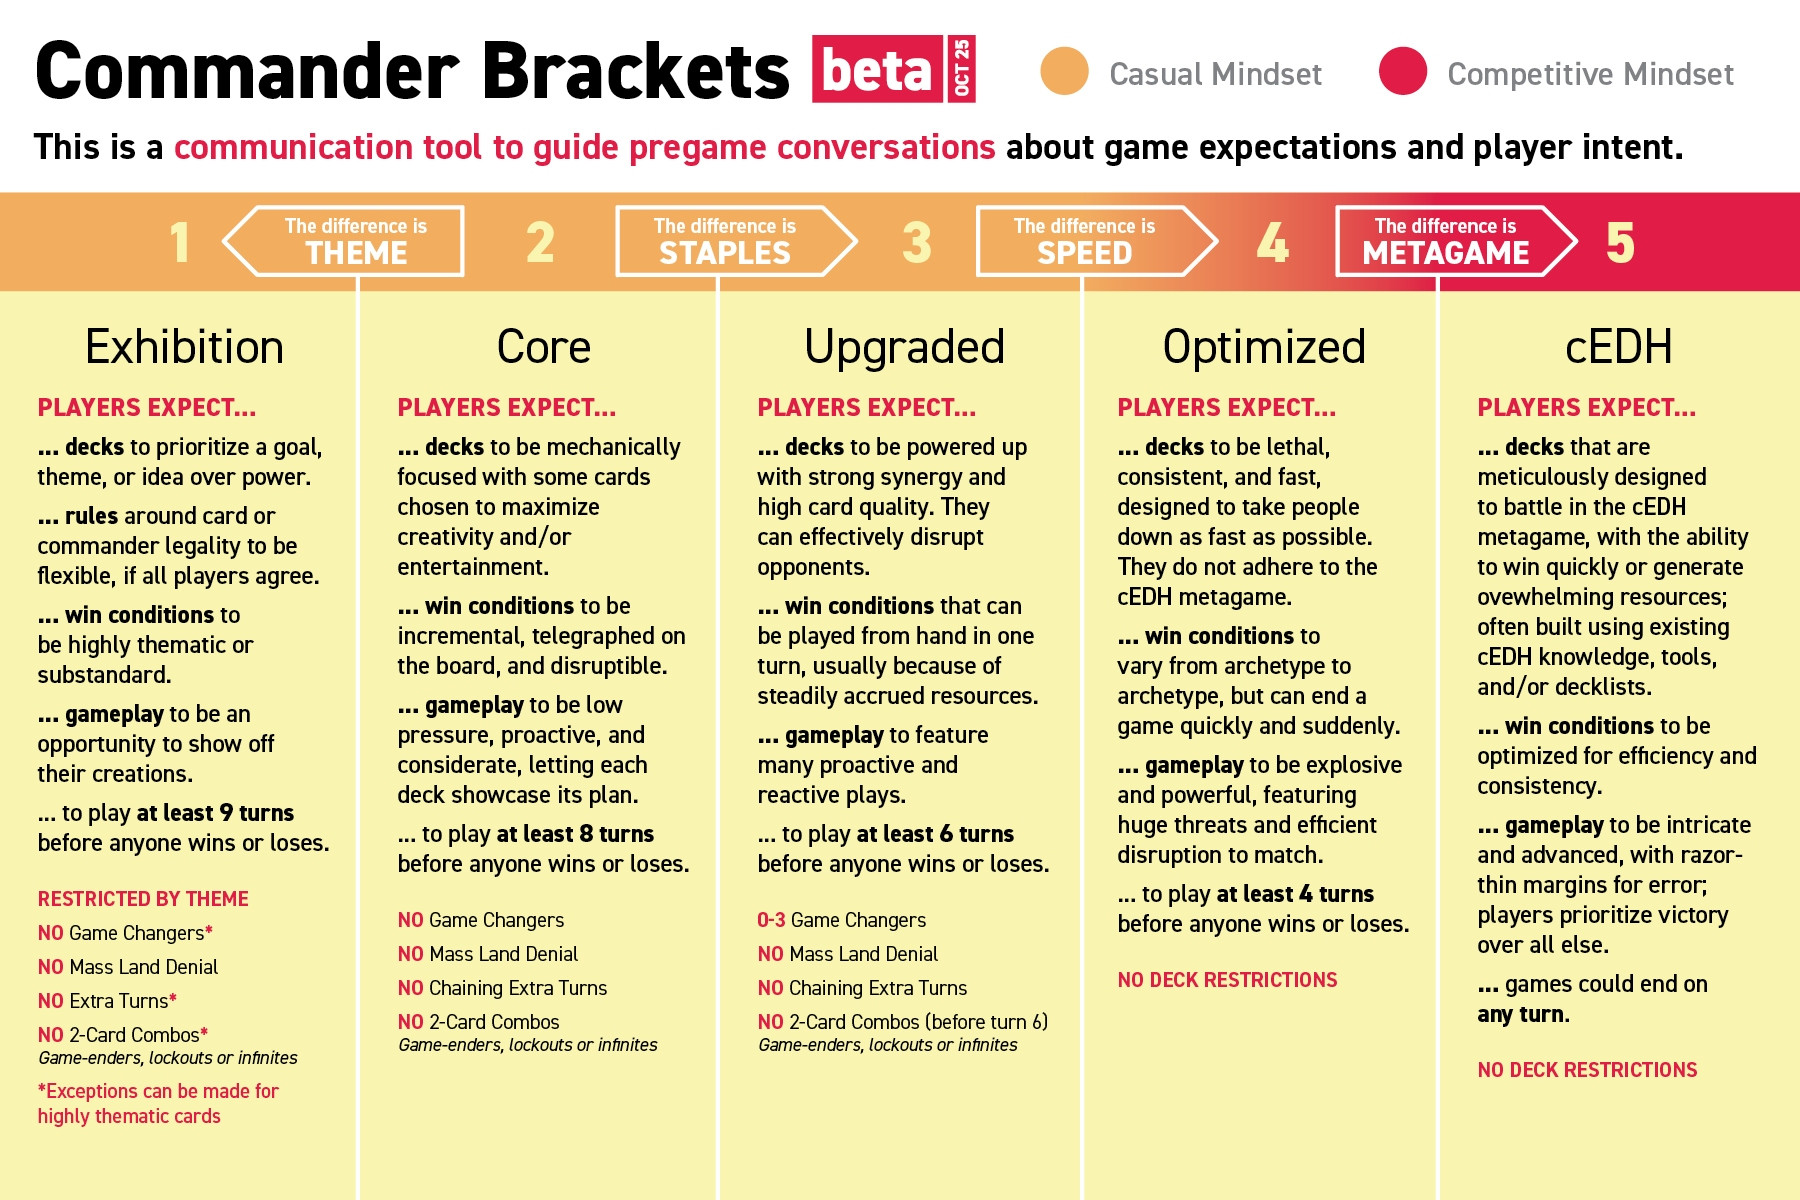 Commander Brackets beta OCT 25 Casual Mindset Competitive Mindset
This is a communication tool to guide pregame conversations about game expectations and player intent.
1
The difference is
THEME
2
The difference is
STAPLES
3
The difference is
SPEED
4
The difference is
METAGAME
5
Exhibition
PLAYERS EXPECT...
... decks to prioritize a goal,
theme, or idea over power.
... rules around card or
commander legality to be
flexible, if all players agree.
... win conditions to
be highly thematic or
substandard.
... gameplay to be an
opportunity to show off
their creations.
... to play at least 9 turns
before anyone wins or loses.
RESTRICTED BY THEME
NO Game Changers*
NO Mass Land Denial
NO Extra Turns*
NO 2-Card Combos*
Game-enders, lockouts or infinites
*Exceptions can be made for
highly thematic cards
Core
PLAYERS EXPECT...
... decks to be mechanically
focused with some cards
chosen to maximize
creativity and/or
entertainment.
... win conditions to be
incremental, telegraphed on
the board, and disruptible.
... gameplay to be low
pressure, proactive, and
considerate, letting each
deck showcase its plan.
... to play at least 8 turns
before anyone wins or loses.
NO Game Changers
NO Mass Land Denial
NO Chaining Extra Turns
NO 2-Card Combos
Game-enders, lockouts or infinites
Upgraded
PLAYERS EXPECT...
... decks to be powered up
with strong synergy and
high card quality. They
can effectively disrupt
opponents.
... win conditions that can
be played from hand in one
turn, usually because of
steadily accrued resources.
... gameplay to feature
many proactive and
reactive plays.
... to play at least 6 turns
before anyone wins or loses.
0-3 Game Changers
NO Mass Land Denial
NO Chaining Extra Turns
NO 2-Card Combos (before turn 6)
Game-enders, lockouts or infinites
Optimized
PLAYERS EXPECT...
... decks to be lethal,
consistent, and fast,
designed to take people
down as fast as possible.
They do not adhere to the
cEDH metagame.
... win conditions to
vary from archetype to
archetype, but can end a
game quickly and suddenly.
... gameplay to be explosive
and powerful, featuring
huge threats and efficient
disruption to match.
... to play at least 4 turns
before anyone wins or loses.
NO DECK RESTRICTIONS
cEDH
PLAYERS EXPECT...
... decks that are
meticulously designed
to battle in the cEDH
metagame, with the ability
to win quickly or generate
ovewhelming resources;
often built using existing
cEDH knowledge, tools,
and/or decklists.
... win conditions to be
optimized for efficiency and
consistency.
... gameplay to be intricate
and advanced, with razor-
thin margins for error;
players prioritize victory
over all else.
... games could end on
any turn.
NO DECK RESTRICTIONS